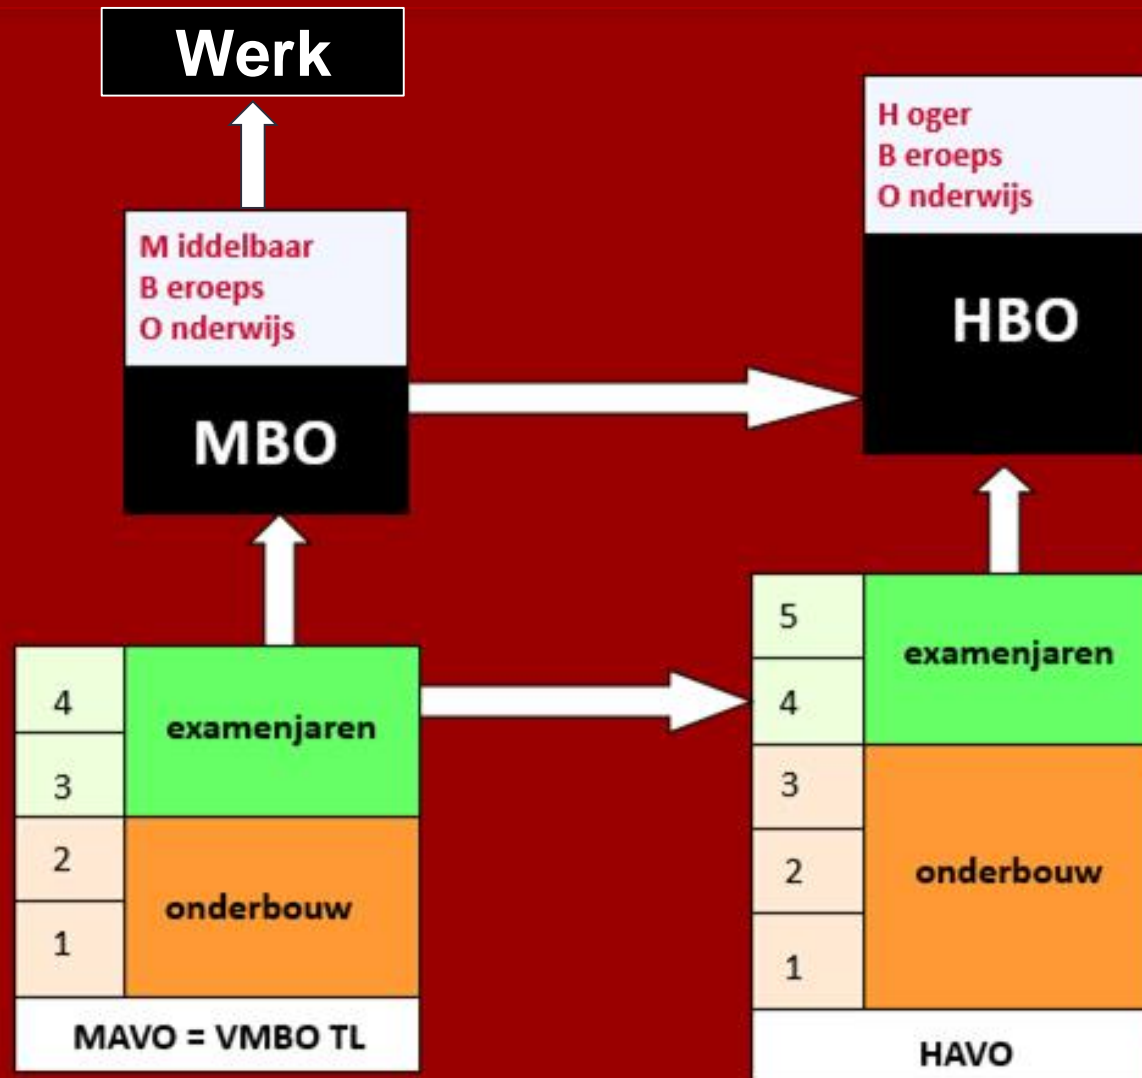 Werk
M iddelbaar
B eroeps
O nderwijs
MBO
4
3
examenjaren
2
1
onderbouw
MAVO = VMBO TL
H oger
B eroeps
O nderwijs
HBO
5
4
examenjaren
3
2
1
onderbouw
HAVO